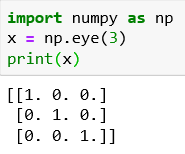 import numpy as np
x = np.eye(3)
print(x)
[[1. 0. 0.]
 [0. 1. 0.]
 [0. 0. 1.]]